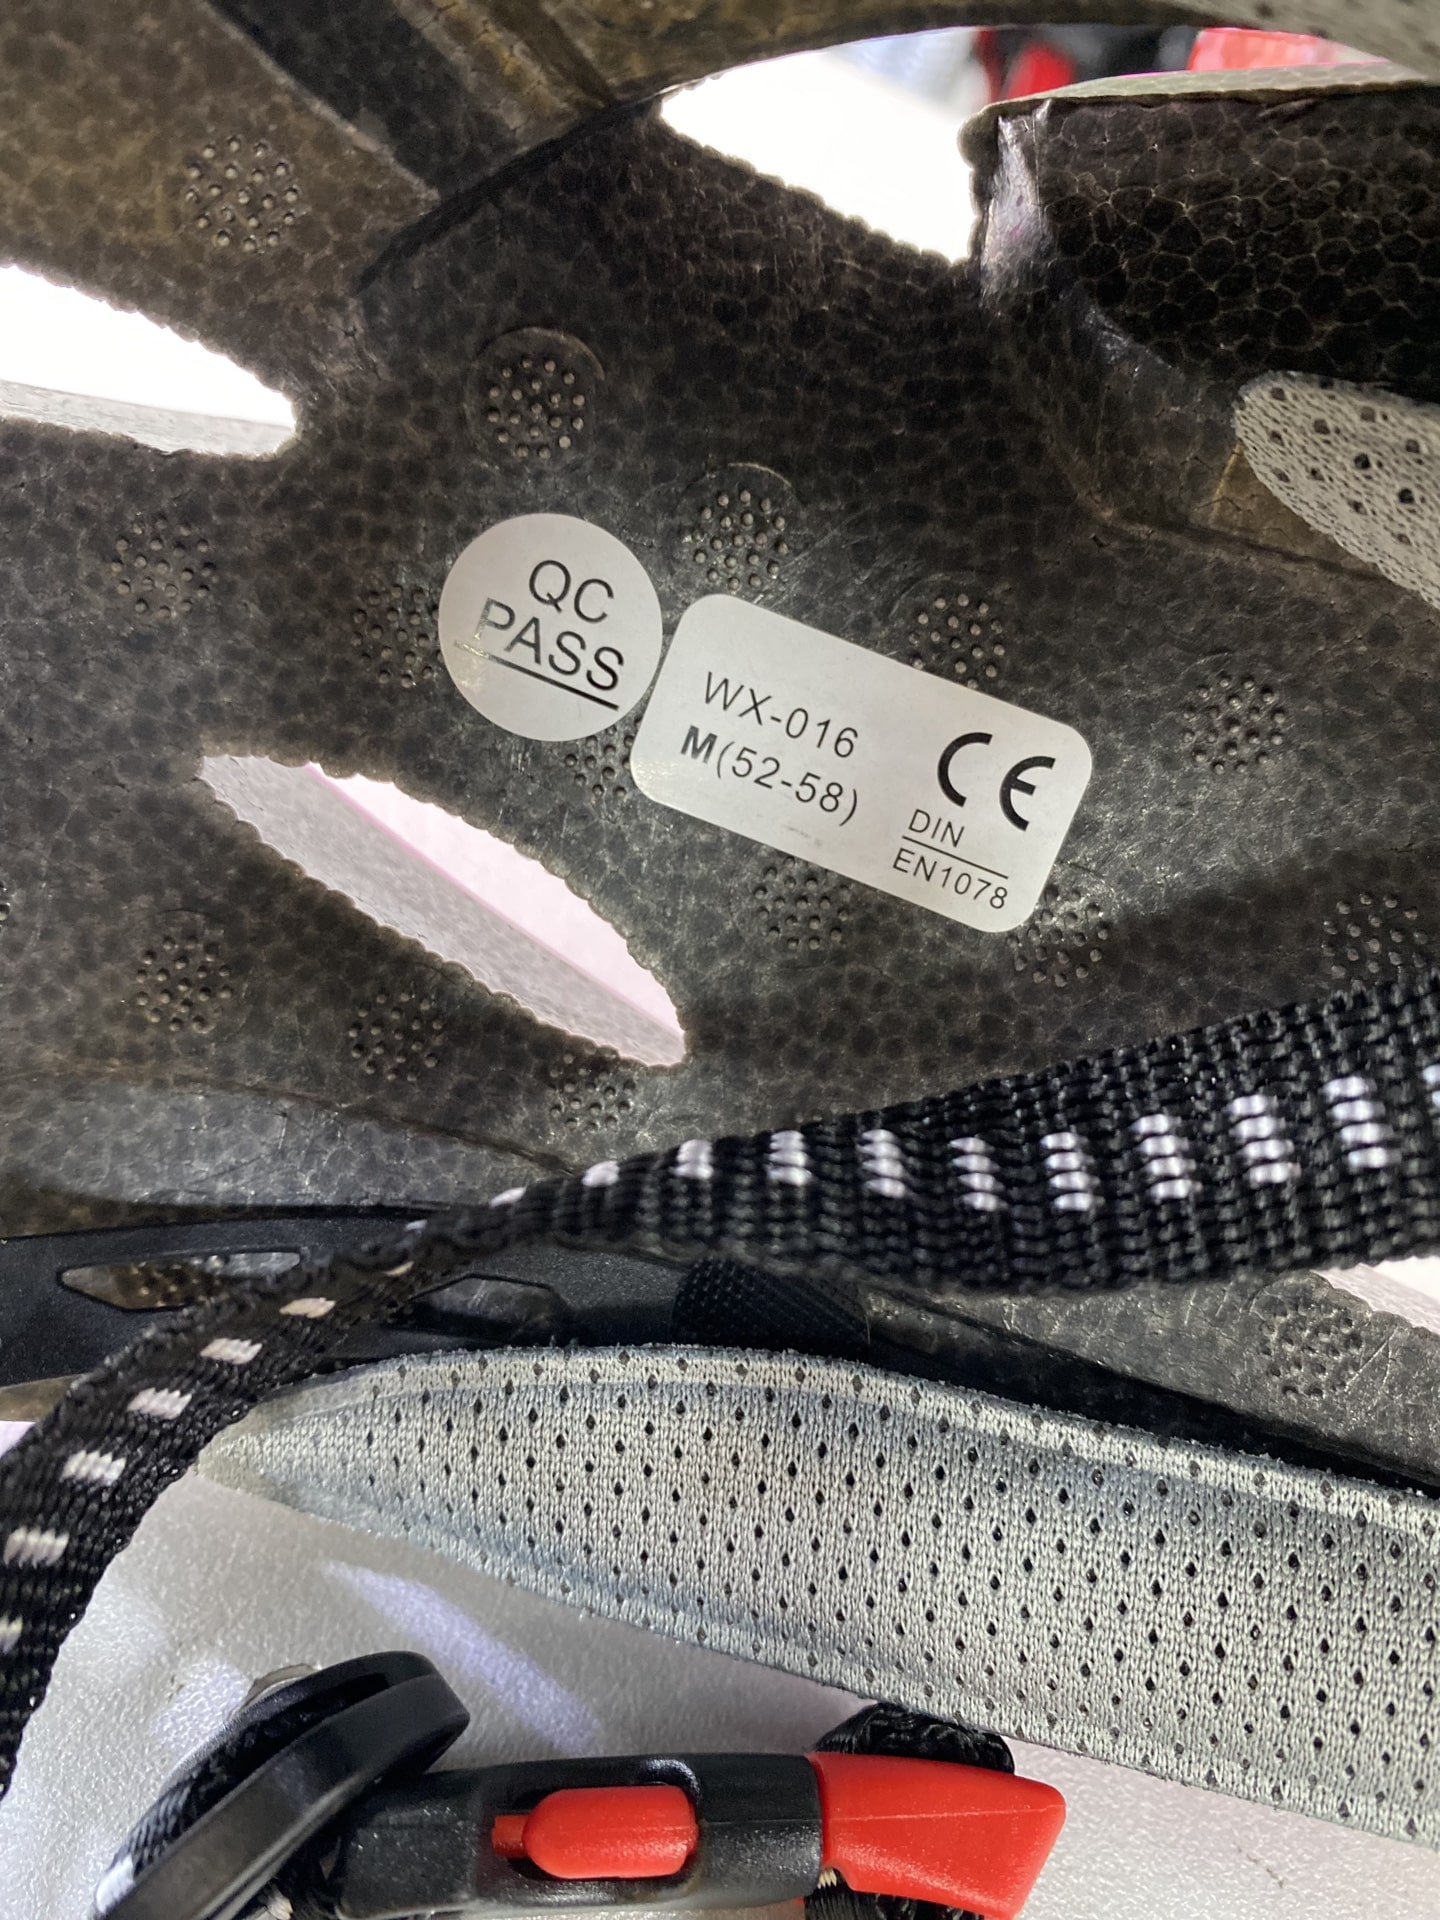 QC
PASS
WX-016
M(52-58)
CE
DIN
EN1078